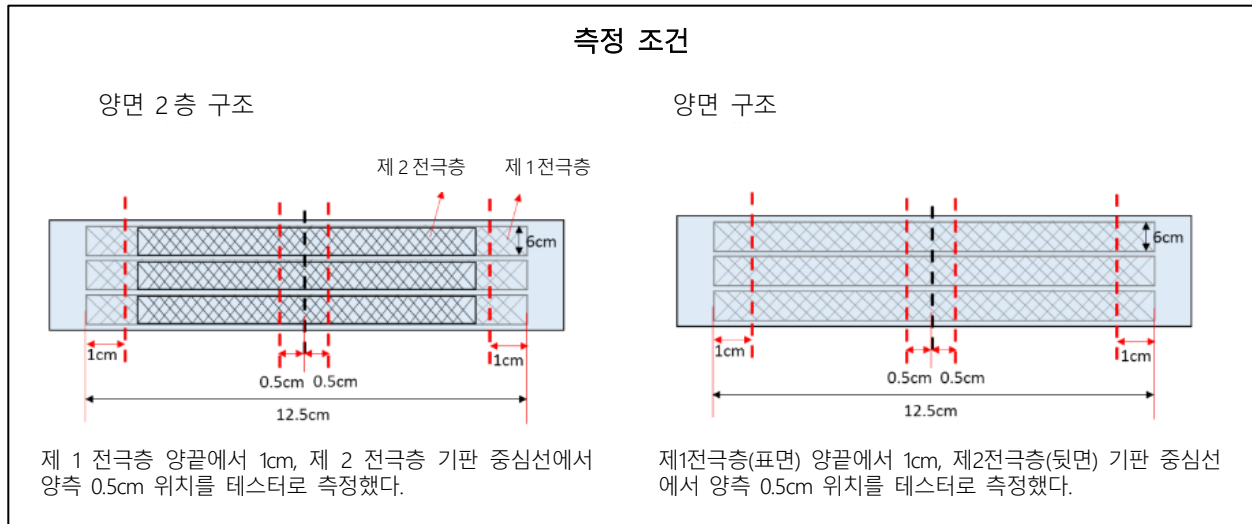 측정 조건
양면 2층 구조
제 2 전극층
제 1 전극층
6cm
1cm
1cm
0.5cm
0.5cm
12.5cm
제 1 전극층 양끝에서 1cm, 제 2 전극층 기판 중심선에서
양측 0.5cm 위치를 테스터로 측정했다.
양면 구조
6cm
1cm
1cm
0.5cm
0.5cm
12.5cm
제1전극층(표면) 양끝에서 1cm, 제2전극층(뒷면) 기판 중심선
에서 양측 0.5cm 위치를 테스터로 측정했다.